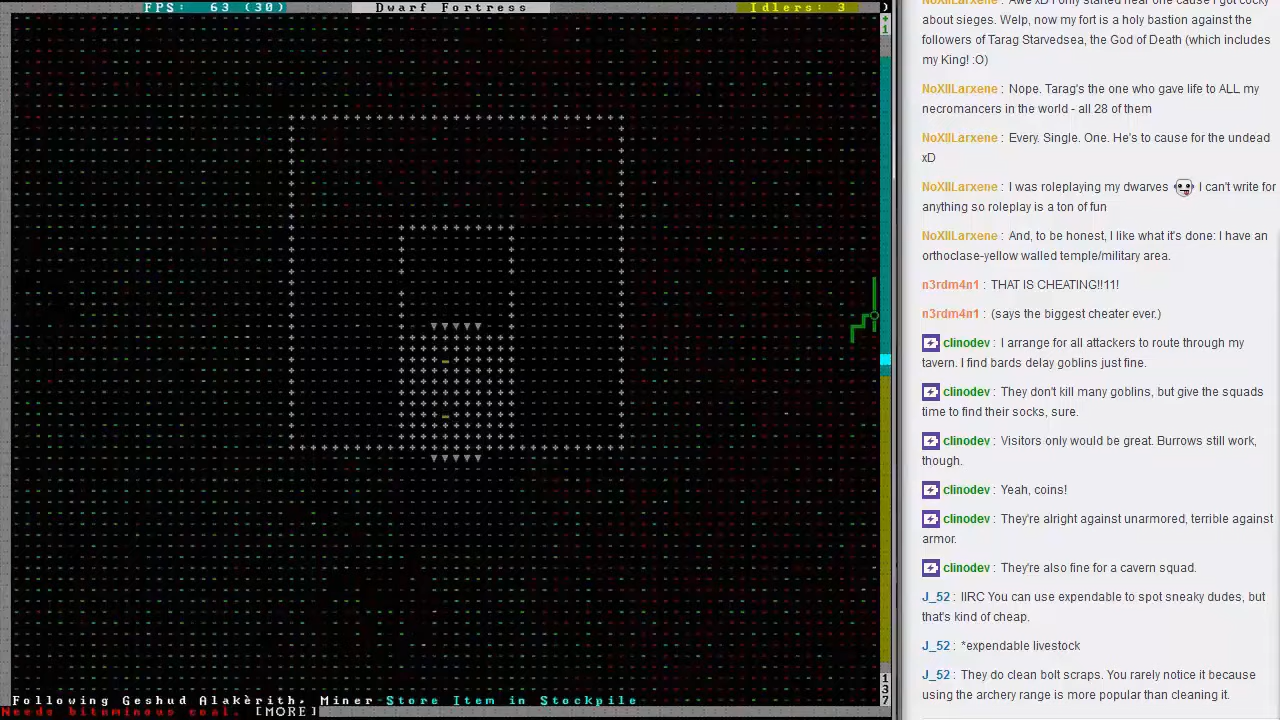 FPS: 63 (30)
Dwarf Fortress
Idlers: 3
Following Geshud Alakèrith, Miner
Store Item in Stockpile
Needs bituminous coal. [MORE]
137
NoXIILarxene : Awe xD I only started near one cause I got cocky
about sieges. Welp, now my fort is a holy bastion against the
followers of Tarag Starvedsea, the God of Death (which includes
my King! :O)
NoXIILarxene : Nope. Tarag's the one who gave life to ALL my
necromancers in the world - all 28 of them
NoXIILarxene : Every. Single. One. He's to cause for the undead
xD
NoXIILarxene : I was roleplaying my dwarves I can't write for
anything so roleplay is a ton of fun
NoXIILarxene : And, to be honest, I like what it's done: I have an
orthoclase-yellow walled temple/military area.
n3rdm4n1 : THAT IS CHEATING!!11!
n3rdm4n1 : (says the biggest cheater ever.)
clinodev : I arrange for all attackers to route through my
tavern. I find bards delay goblins just fine.
clinodev : They don't kill many goblins, but give the squads
time to find their socks, sure.
clinodev : Visitors only would be great. Burrows still work,
though.
clinodev : Yeah, coins!
clinodev : They're alright against unarmored, terrible against
armor.
clinodev : They're also fine for a cavern squad.
J_52 : IIRC You can use expendable to spot sneaky dudes, but
that's kind of cheap.
J_52 : *expendable livestock
J_52 : They do clean bolt scraps. You rarely notice it because
using the archery range is more rear than cleaning it.